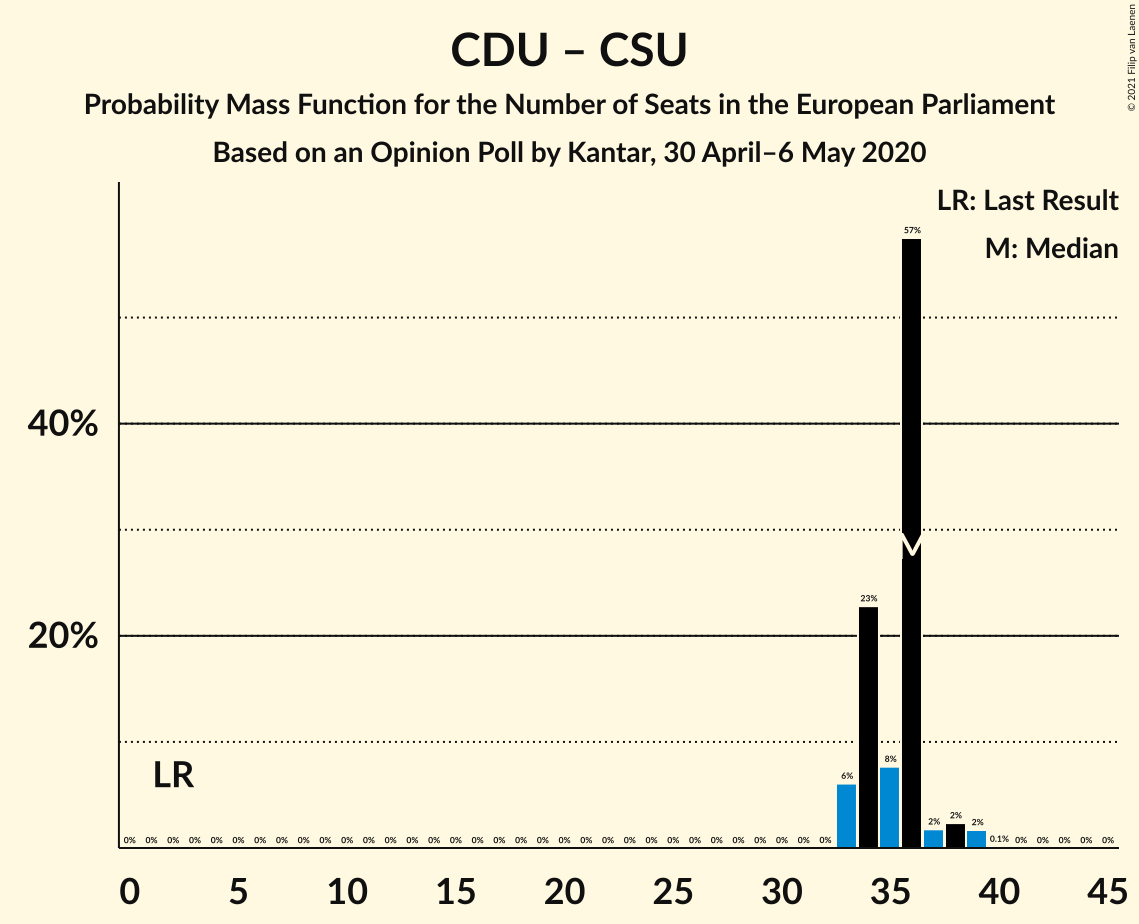 CDU – CSU
Probability Mass Function for the Number of Seats in the European Parliament
Based on an Opinion Poll by Kantar, 30 April–6 May 2020
© 2021 Filip van Laenen
LR: Last Result
M: Median
57%
40%
M
23%
20%
LR
8%
6%
2% 2% 2%
0% 0% 0% 0% 0% 0% 0% 0% 0% 0% 0% 0% 0% 0% 0% 0% 0% 0% 0% 0% 0% 0% 0% 0% 0% 0% 0% 0% 0% 0% 0% 0% 0% 0.1% 0% 0% 0% 0% 0%
0 5 10 15 20 25 30 35 40 45